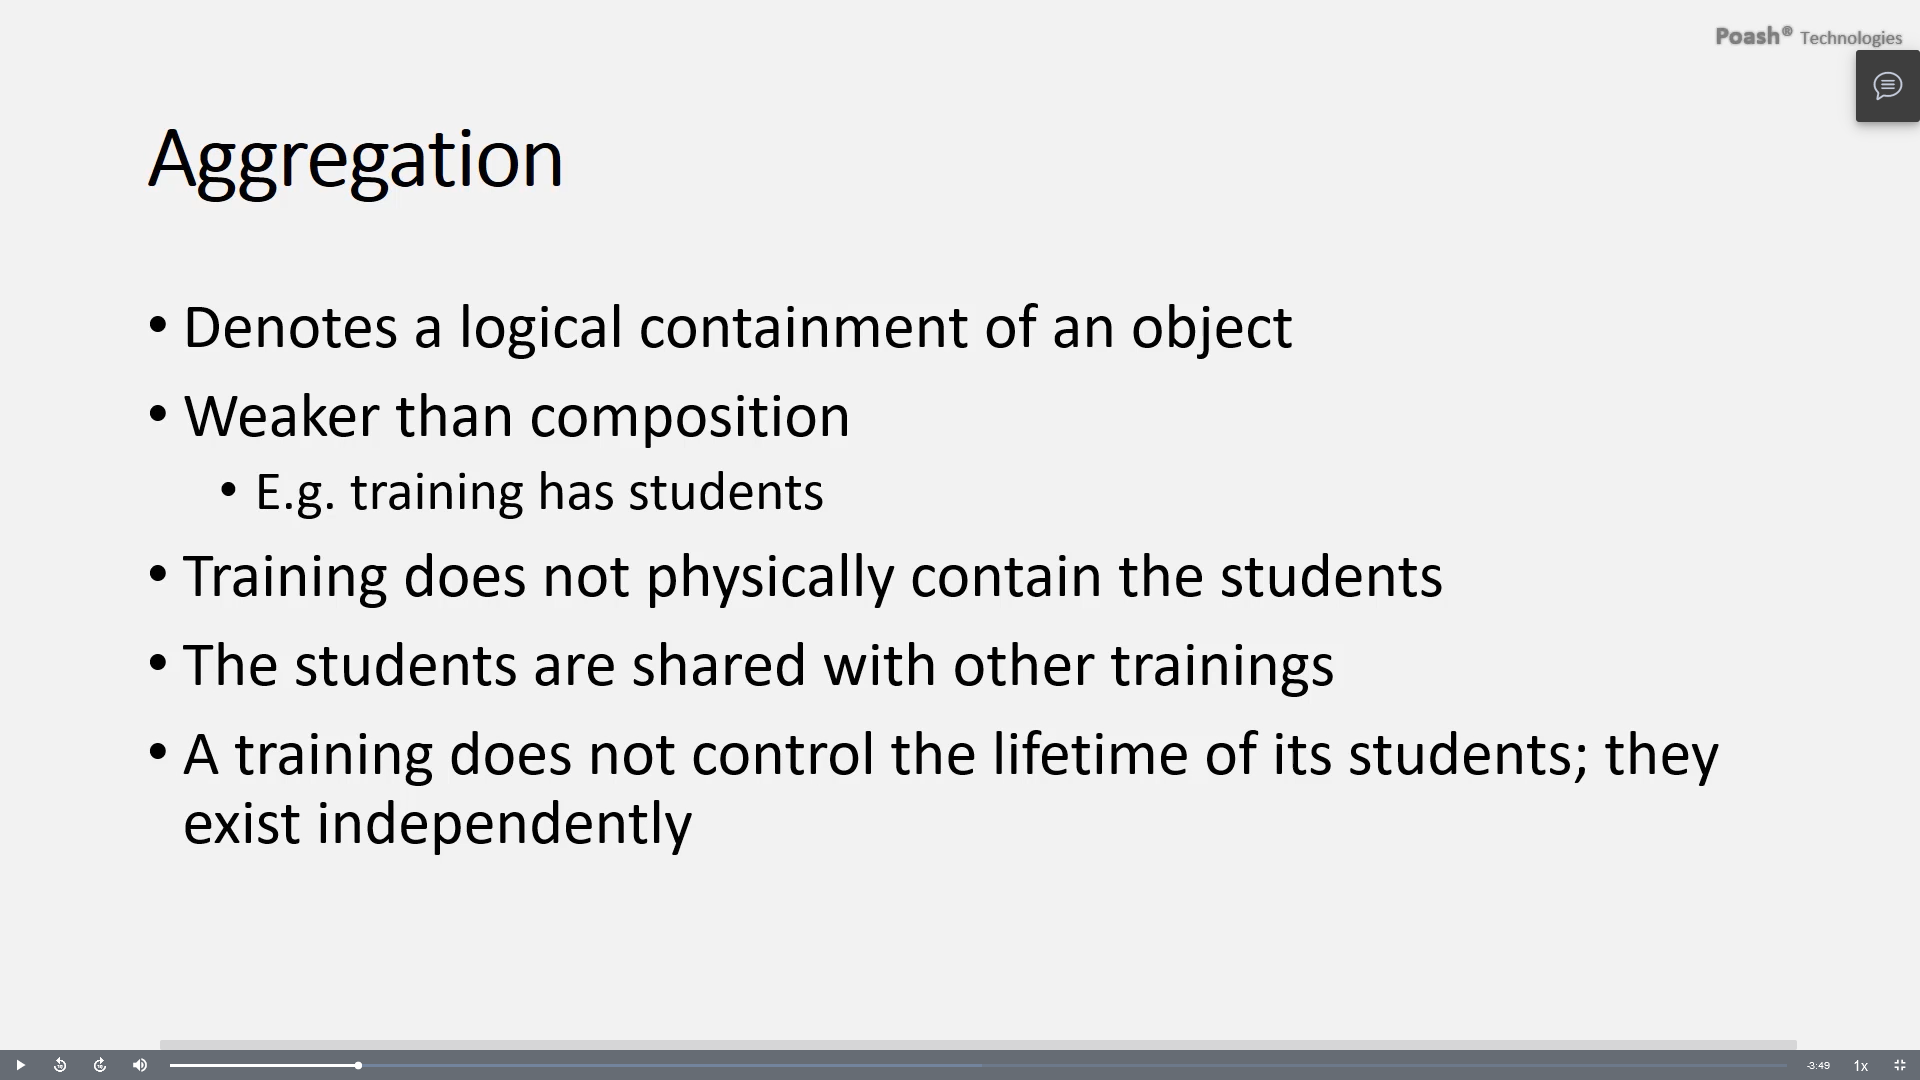 Poash® Technologies
Aggregation
• Denotes a logical containment of an object
• Weaker than composition
• E.g. training has students
• Training does not physically contain the students
• The students are shared with other trainings
• A training does not control the lifetime of its students; they
exist independently
-3:49 1x